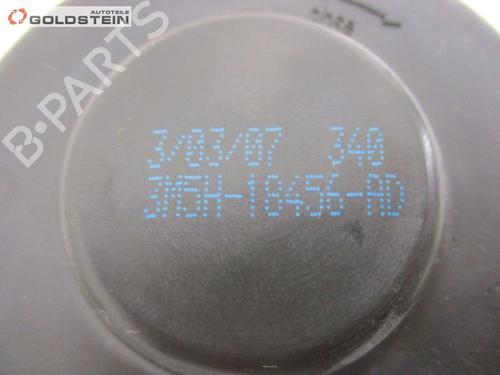 AUTOTEILE
GOLDSTEIN
B-PARTS
3/03/07 340
3M5H-18456-AD